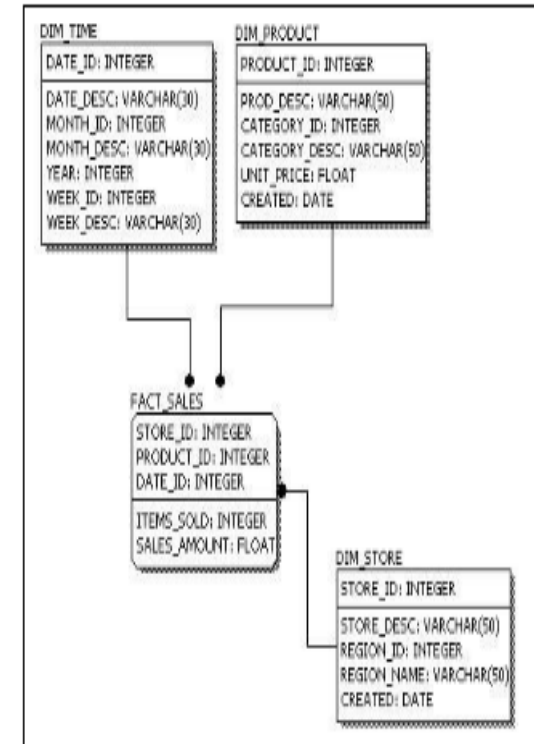 DIM_TIME
DATE_ID: INTEGER
DATE_DESC: VARCHAR(30)
MONTH_ID: INTEGER
MONTH_DESC: VARCHAR(30)
YEAR: INTEGER
WEEK_ID: INTEGER
WEEK_DESC: VARCHAR(30)
DIM_PRODUCT
PRODUCT_ID: INTEGER
PROD_DESC: VARCHAR(50)
CATEGORY_ID: INTEGER
CATEGORY_DESC: VARCHAR(50)
UNIT_PRICE: FLOAT
CREATED: DATE
FACT_SALES
STORE_ID: INTEGER
PRODUCT_ID: INTEGER
DATE_ID: INTEGER
ITEMS_SOLD: INTEGER
SALES_AMOUNT: FLOAT
DIM_STORE
STORE_ID: INTEGER
STORE_DESC: VARCHAR(50)
REGION_ID: INTEGER
REGION_NAME: VARCHAR(50)
CREATED: DATE